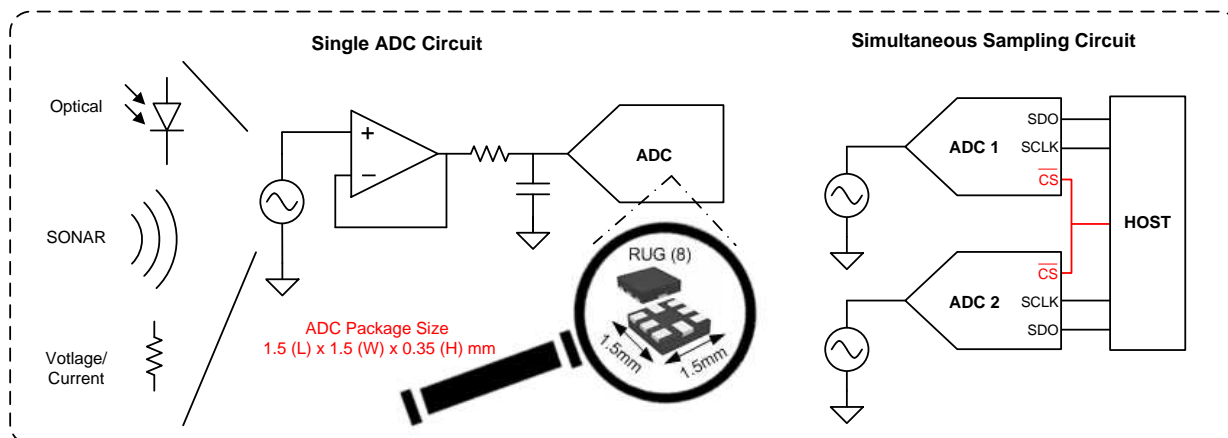 Single ADC Circuit
Simultaneous Sampling Circuit
Optical
SONAR
Votlage/
Current
+
−
ADC
RUG (8)
1.5mm
1.5mm
ADC Package Size
1.5 (L) x 1.5 (W) x 0.35 (H) mm
ADC 1
SDO
SCLK
CS
HOST
ADC 2
CS
SCLK
SDO